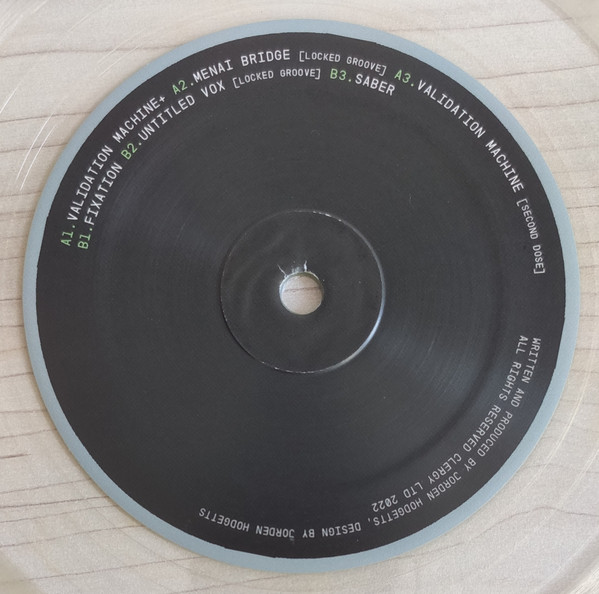 A1.VALIDATION MACHINE+ A2.MENAI BRIDGE [LOCKED GROOVE] A3.VALIDATION MACHINE [SECOND DOSE]
B1.FIXATION B2.UNTITLED VOX [LOCKED GROOVE] B3.SABER
WRITTEN AND PRODUCED BY JORDEN HODGETTS, DESIGN BY JORDEN HODGETTS
ALL RIGHTS RESERVED CLERGY LTD 2022